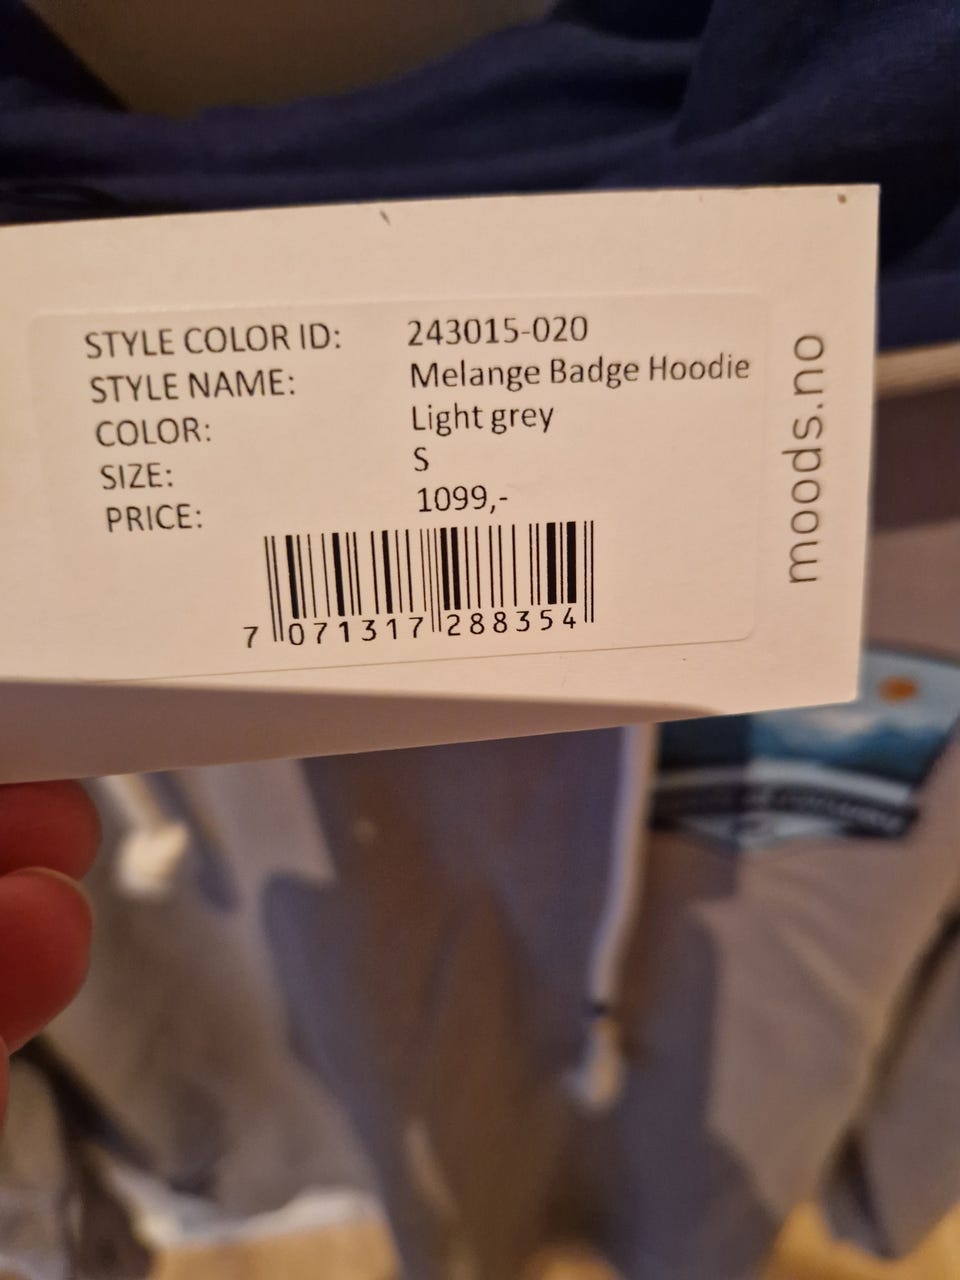 STYLE COLOR ID: 243015-020
STYLE NAME: Melange Badge Hoodie
COLOR: Light grey
SIZE: S
PRICE: 1099,-
7 071317 288354
moods.no